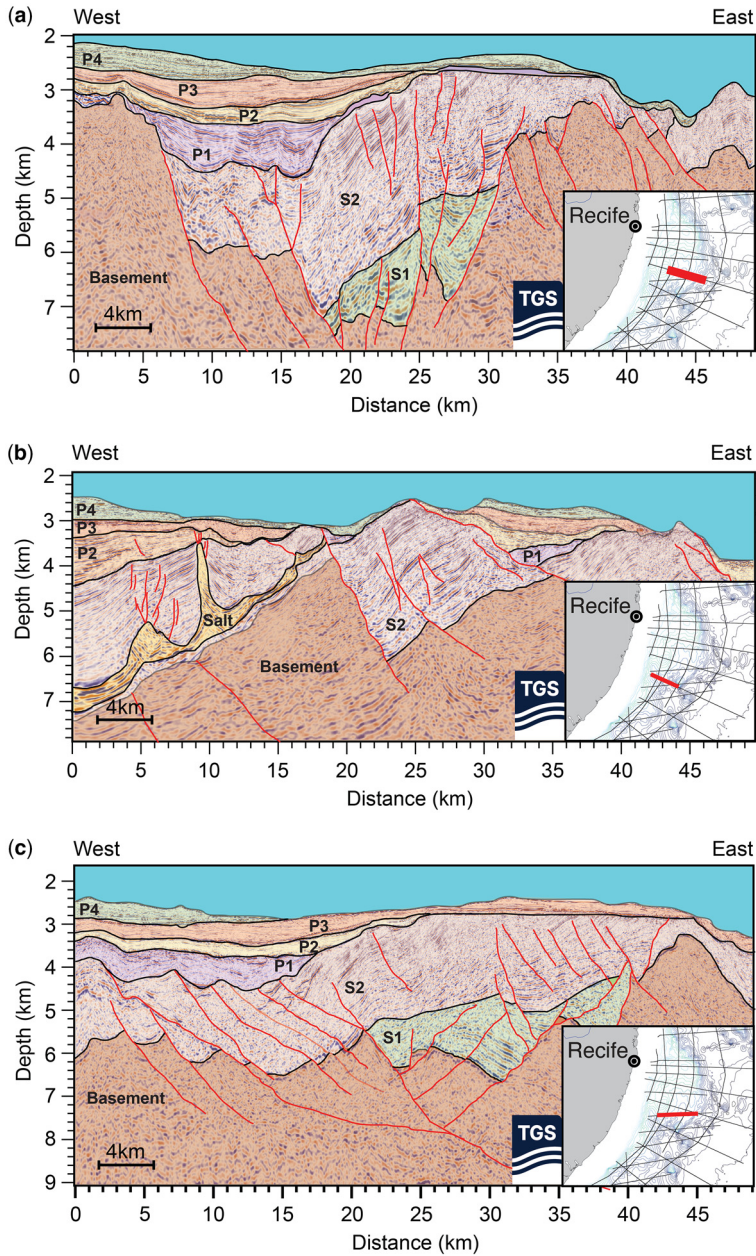 (a) West East
2
P4
P3
3
P2
P1
4
Depth (km)
S2
5
S1
6
Basement
7
4km
TGS
Recife
0 5 10 15 20 25 30 35 40 45
Distance (km)
(b) West East
2
P4
3
P3
P2
P1
4
Depth (km)
5
Salt
S2
6
Basement
7
4km
TGS
Recife
0 5 10 15 20 25 30 35 40 45
Distance (km)
(c) West East
2
P4
3
P3
P2
P1
4
S2
5
Depth (km)
S1
6
Basement
7
8
4km
TGS
9
Recife
0 5 10 15 20 25 30 35 40 45
Distance (km)